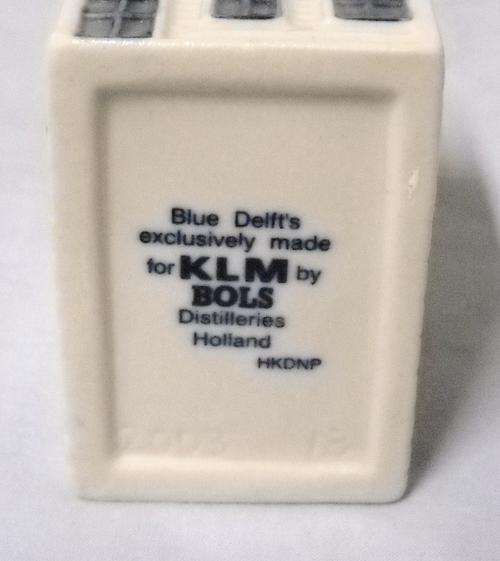 Blue Delft's
exclusively made
for KLM by
BOLS
Distilleries
Holland
HKDNP